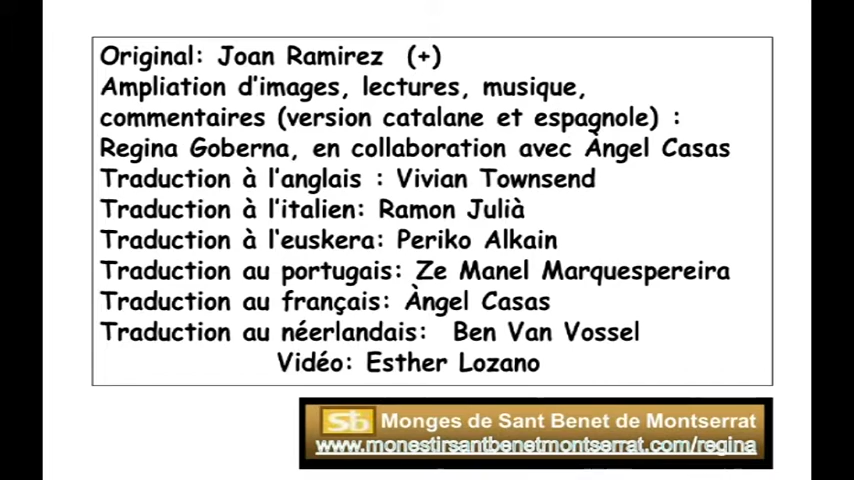 Original: Joan Ramirez (+)
Ampliation d'images, lectures, musique,
commentaires (version catalane et espagnole) :
Regina Goberna, en collaboration avec Àngel Casas
Traduction à l'anglais : Vivian Townsend
Traduction à l'italien: Ramon Julià
Traduction à l'euskera: Periko Alkain
Traduction au portugais: Ze Manel Marquespereira
Traduction au français: Àngel Casas
Traduction au néerlandais: Ben Van Vossel
Vidéo: Esther Lozano
Sb Monges de Sant Benet de Montserrat
www.monestirsantbenetmontserrat.com/regina